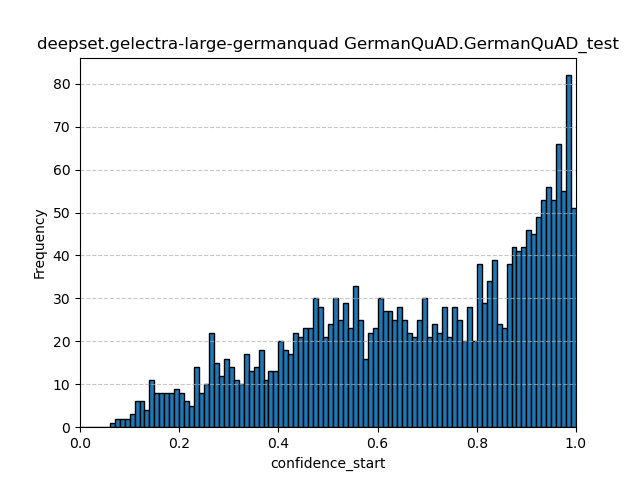 deepset.gelectra-large-germanquad GermanQuAD.GermanQuAD_test
80
70
60
50
40
30
20
10
0
Frequency
0.0 0.2 0.4 0.6 0.8 1.0
confidence_start